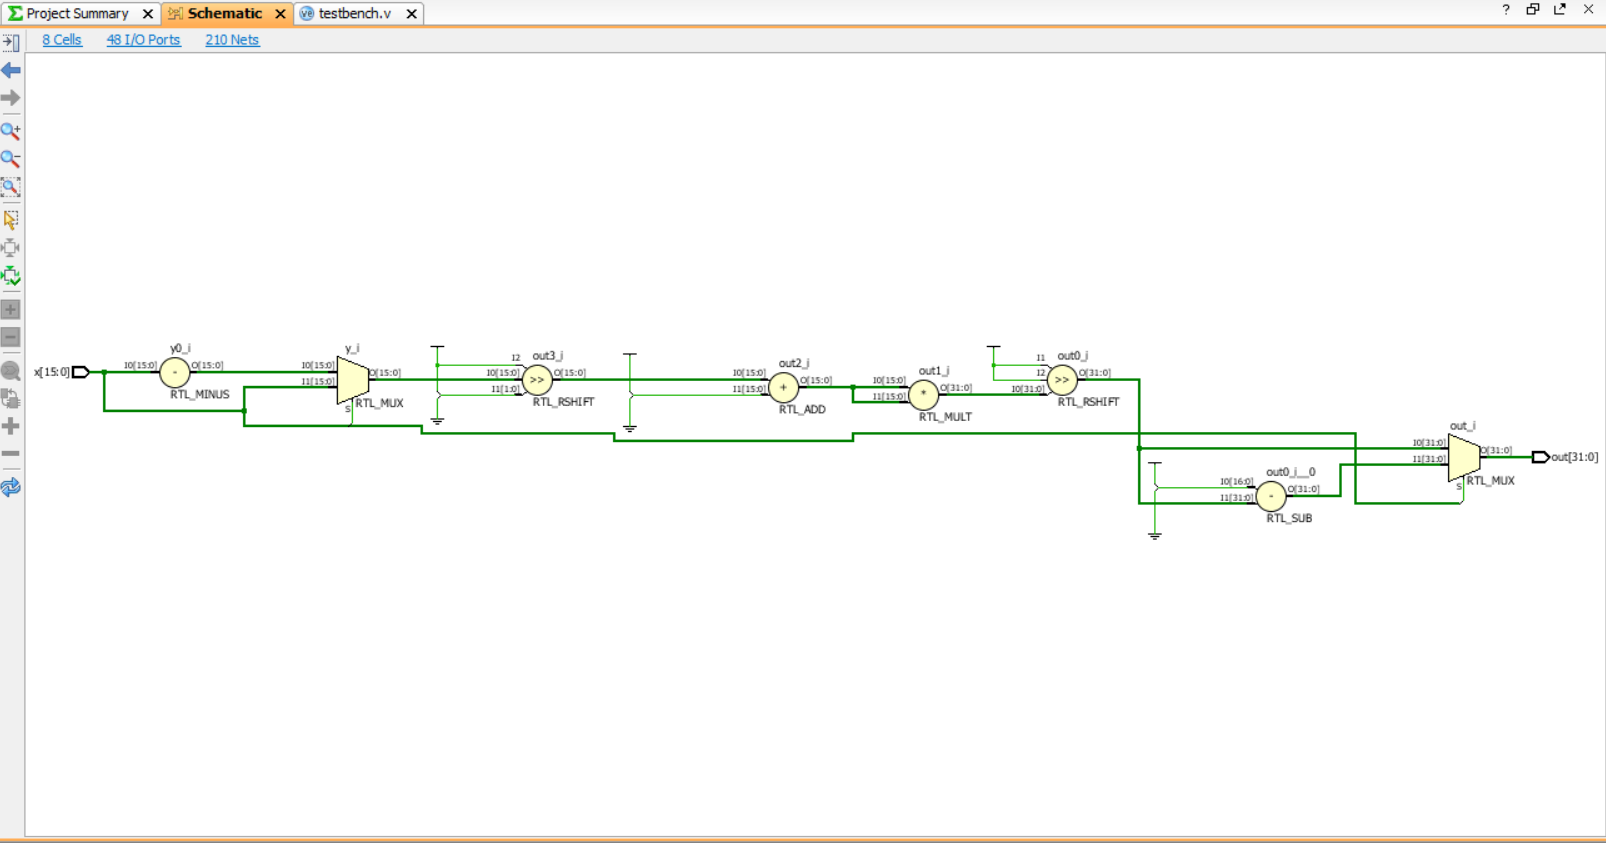 Project Summary × Schematic × testbench.v ×
8 Cells 48 I/O Ports 210 Nets
x[15:0]
y0_i
I0[15:0] - O[15:0]
RTL_MINUS
y_i
I0[15:0]
I1[15:0] O[15:0]
S RTL_MUX
out3_i
I2
I0[15:0] >> O[15:0]
I1[1:0]
RTL_RSHIFT
out2_i
I0[15:0] + O[15:0]
I1[15:0]
RTL_ADD
out1_i
I0[15:0] * O[31:0]
I1[15:0]
RTL_MULT
out0_i
I1
I2 >> O[31:0]
I0[31:0]
RTL_RSHIFT
out0_i__0
I0[16:0] - O[31:0]
I1[31:0]
RTL_SUB
out_i
I0[31:0] O[31:0]
I1[31:0]
S RTL_MUX
out[31:0]